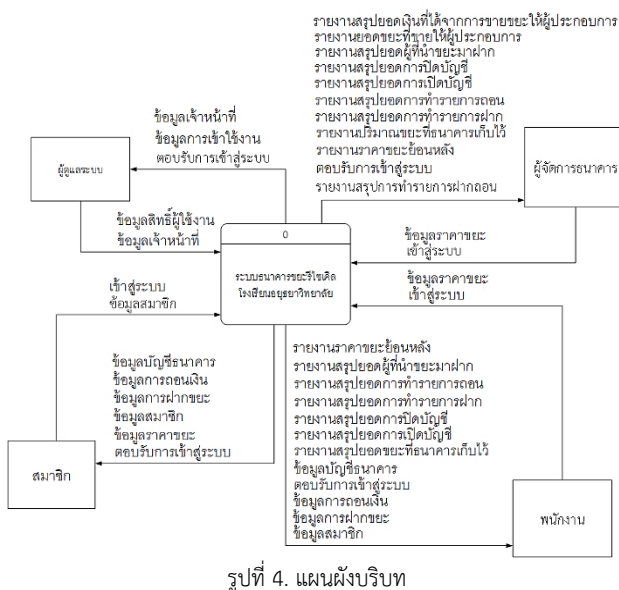 รายงานสรุปยอดเงินที่ได้จากการขายขยะให้ผู้ประกอบการ
รายงานยอดขยะที่ขายให้ผู้ประกอบการ
รายงานสรุปยอดผู้ที่นำขยะมาฝาก
รายงานสรุปยอดการปิดบัญชี
รายงานสรุปยอดการเปิดบัญชี
รายงานสรุปยอดการทำรายการถอน
รายงานสรุปยอดการทำรายการฝาก
รายงานปริมาณขยะที่ธนาคารเก็บไว้
รายงานราคาขยะย้อนหลัง
ตอบรับการเข้าสู่ระบบ
รายงานสรุปการทำรายการฝากถอน
ข้อมูลเจ้าหน้าที่
ข้อมูลการเข้าใช้งาน
ตอบรับการเข้าสู่ระบบ
ผู้ดูแลระบบ
ผู้จัดการธนาคาร
ข้อมูลสิทธิ์ผู้ใช้งาน
ข้อมูลเจ้าหน้าที่
0
ระบบธนาคารขยะรีไซเคิล
โรงเรียนอยุธยาวิทยาลัย
ข้อมูลราคาขยะ
เข้าสู่ระบบ
ข้อมูลราคาขยะ
เข้าสู่ระบบ
เข้าสู่ระบบ
ข้อมูลสมาชิก
ข้อมูลบัญชีธนาคาร
ข้อมูลการถอนเงิน
ข้อมูลการฝากขยะ
ข้อมูลสมาชิก
ข้อมูลราคาขยะ
ตอบรับการเข้าสู่ระบบ
สมาชิก
รายงานราคาขยะย้อนหลัง
รายงานสรุปยอดผู้ที่นำขยะมาฝาก
รายงานสรุปยอดการทำรายการถอน
รายงานสรุปยอดการทำรายการฝาก
รายงานสรุปยอดการปิดบัญชี
รายงานสรุปยอดการเปิดบัญชี
รายงานสรุปยอดขยะที่ธนาคารเก็บไว้
ข้อมูลบัญชีธนาคาร
ตอบรับการเข้าสู่ระบบ
ข้อมูลการถอนเงิน
ข้อมูลการฝากขยะ
ข้อมูลสมาชิก
พนักงาน
รูปที่ 4. แผนผังบริบท